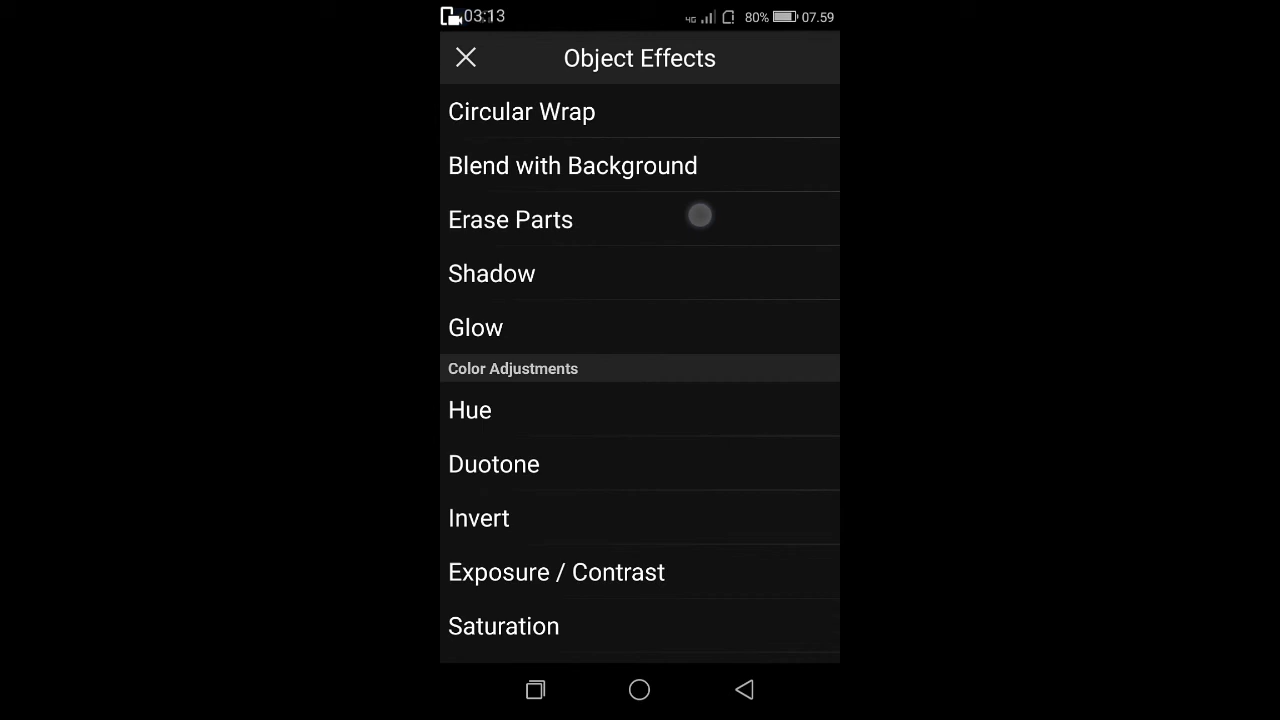 03:13 4G 80% 07.59
Object Effects
Circular Wrap
Blend with Background
Erase Parts
Shadow
Glow
Color Adjustments
Hue
Duotone
Invert
Exposure / Contrast
Saturation